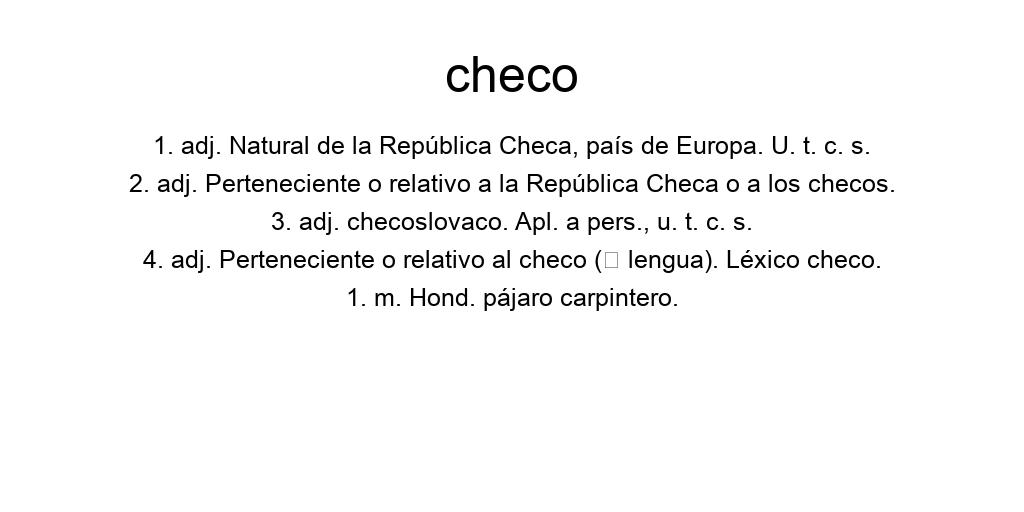 checo
1. adj. Natural de la República Checa, país de Europa. U. t. c. s.
2. adj. Perteneciente o relativo a la República Checa o a los checos.
3. adj. checoslovaco. Apl. a pers., u. t. c. s.
4. adj. Perteneciente o relativo al checo (□ lengua). Léxico checo.
1. m. Hond. pájaro carpintero.